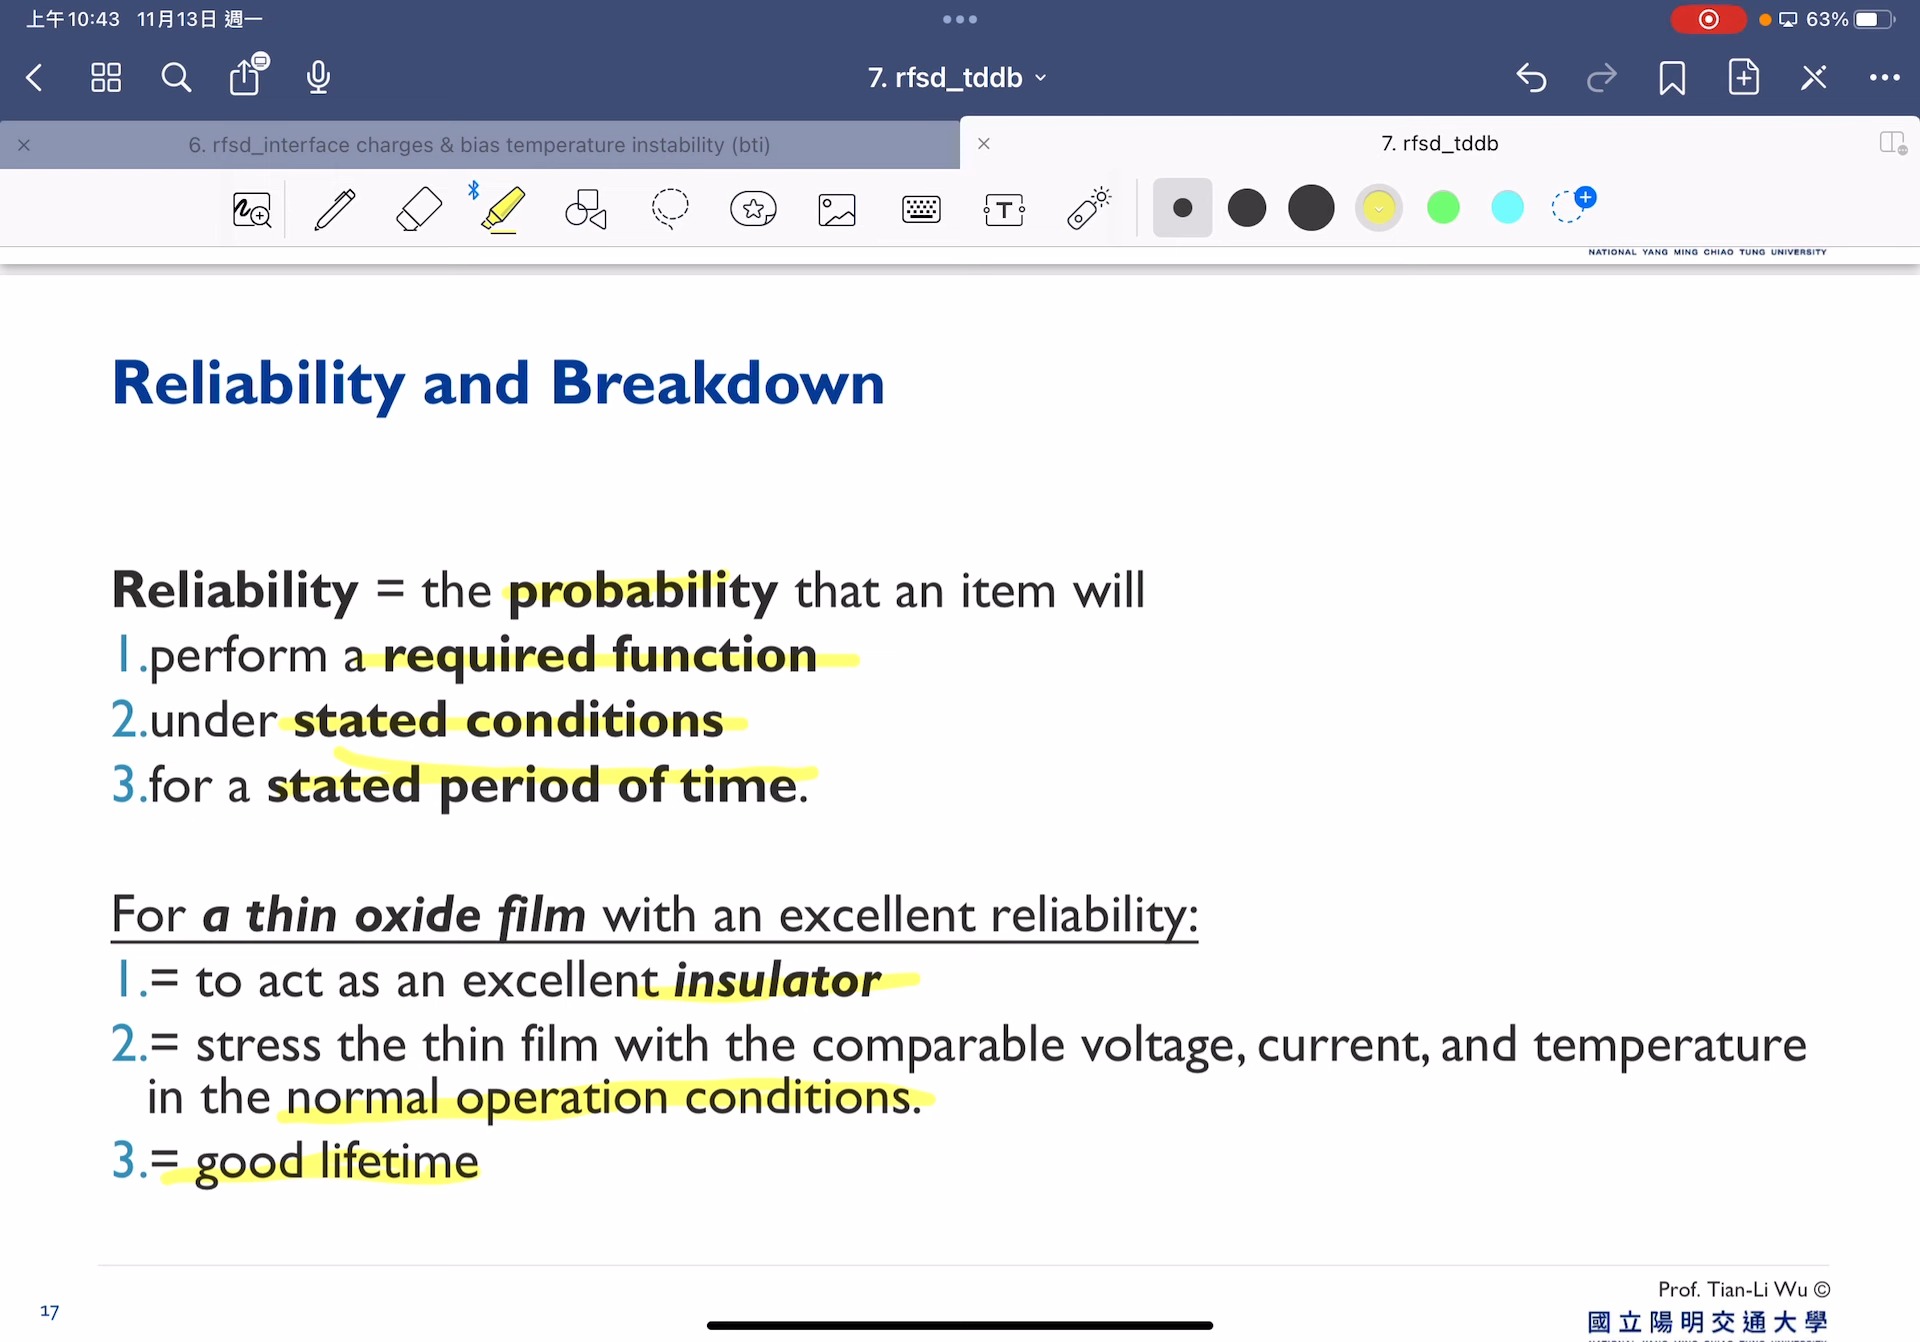 上午10:43 11月13日 週一
63%
7. rfsd_tddb
6. rfsd_interface charges & bias temperature instability (bti)
7. rfsd_tddb
NATIONAL YANG MING CHIAO TUNG UNIVERSITY
Reliability and Breakdown
Reliability = the probability that an item will
1.perform a required function
2.under stated conditions
3.for a stated period of time.
For a thin oxide film with an excellent reliability:
1.= to act as an excellent insulator
2.= stress the thin film with the comparable voltage, current, and temperature
in the normal operation conditions.
3.= good lifetime
Prof. Tian-Li Wu ©
17
國立陽明交通大學